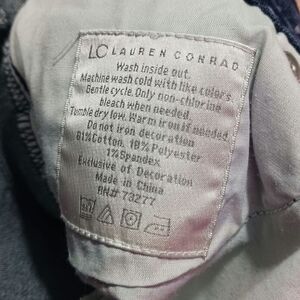 LC LAUREN CONRAD
Wash inside out.
Machine wash cold with like colors.
Gentle cycle. Only non-chlorine
bleach when needed.
Tumble dry low. Warm iron if needed.
Do not iron decoration
81%Cotton, 18% Polyester
1%Spandex
Exclusive of Decoration
Made in China
RN# 73277